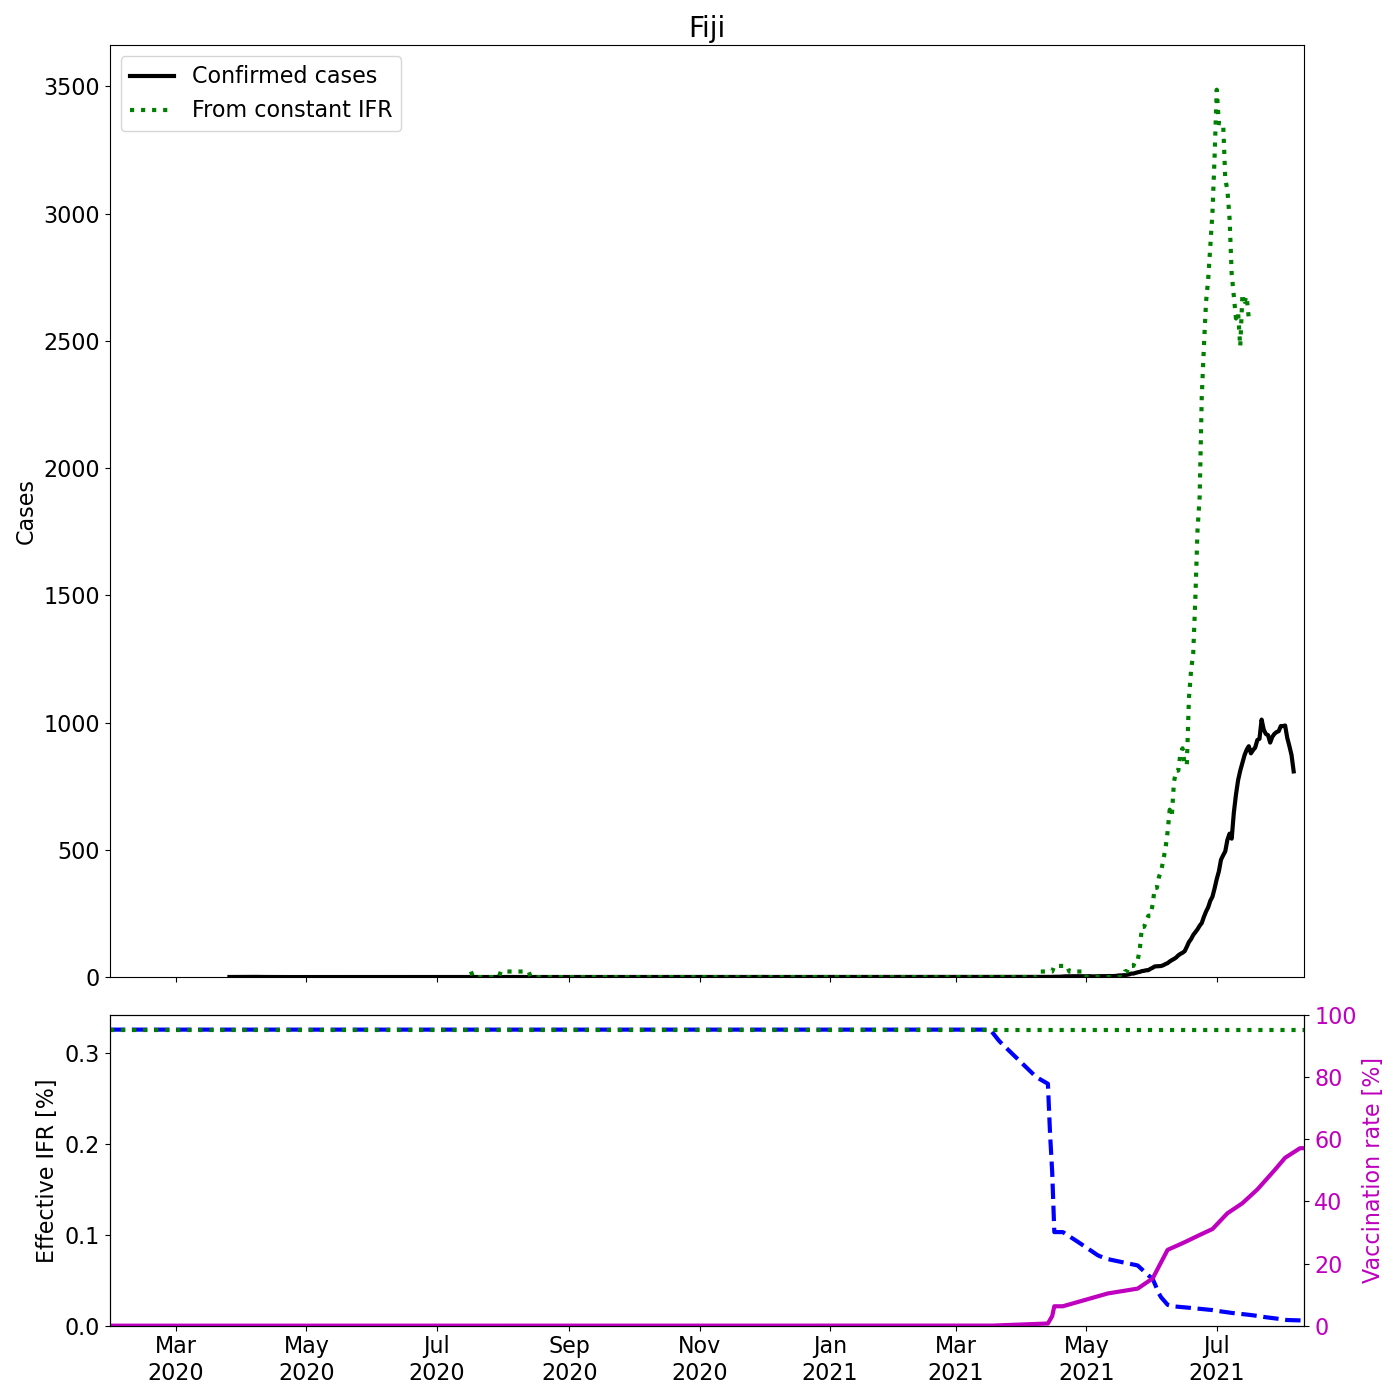 Fiji
Confirmed cases
From constant IFR
Cases
3500
3000
2500
2000
1500
1000
500
0
Effective IFR [%]
0.3
0.2
0.1
0.0
100
80
60
40
20
0
Vaccination rate [%]
Mar May Jul Sep Nov Jan Mar May Jul
2020 2020 2020 2020 2020 2021 2021 2021 2021